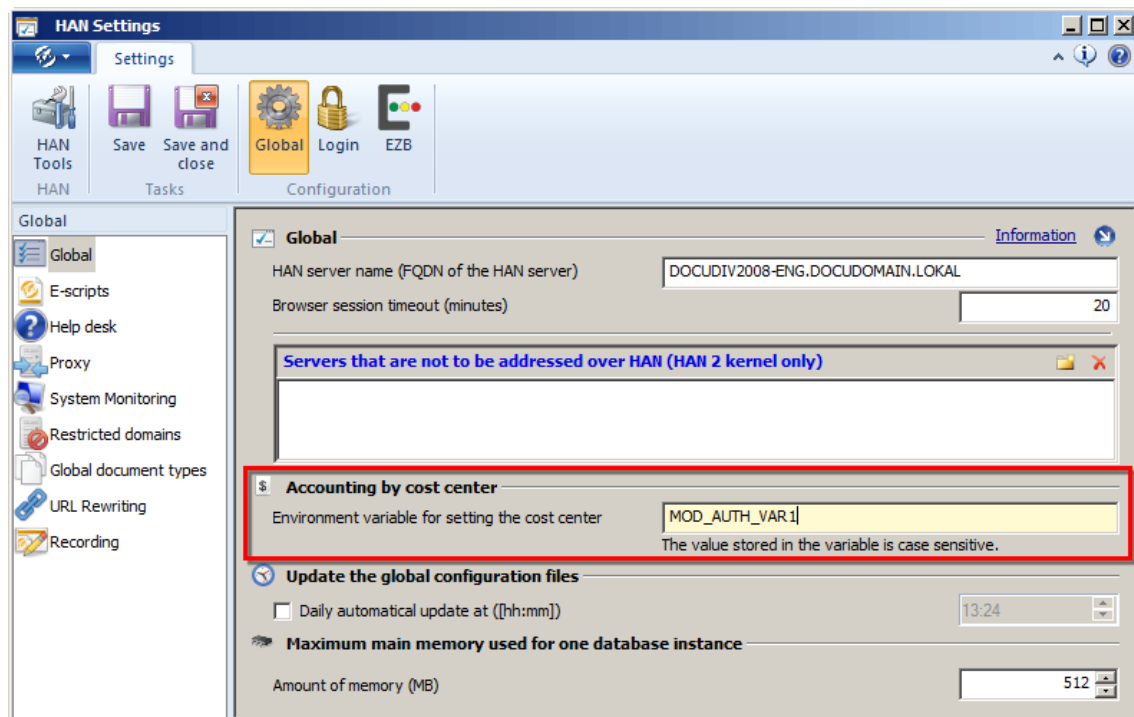 HAN Settings
Settings
HAN Tools
Save
Save and close
Global
Login
EZB
HAN
Tasks
Configuration
Global
Global
E-scripts
Help desk
Proxy
System Monitoring
Restricted domains
Global document types
URL Rewriting
Recording
Global
Information
HAN server name (FQDN of the HAN server)
DOCUDIV2008-ENG.DOCUDOMAIN.LOKAL
Browser session timeout (minutes)
20
Servers that are not to be addressed over HAN (HAN 2 kernel only)
$ Accounting by cost center
Environment variable for setting the cost center
MOD_AUTH_VAR1
The value stored in the variable is case sensitive.
Update the global configuration files
Daily automatical update at ([hh:mm])
13:24
Maximum main memory used for one database instance
Amount of memory (MB)
512